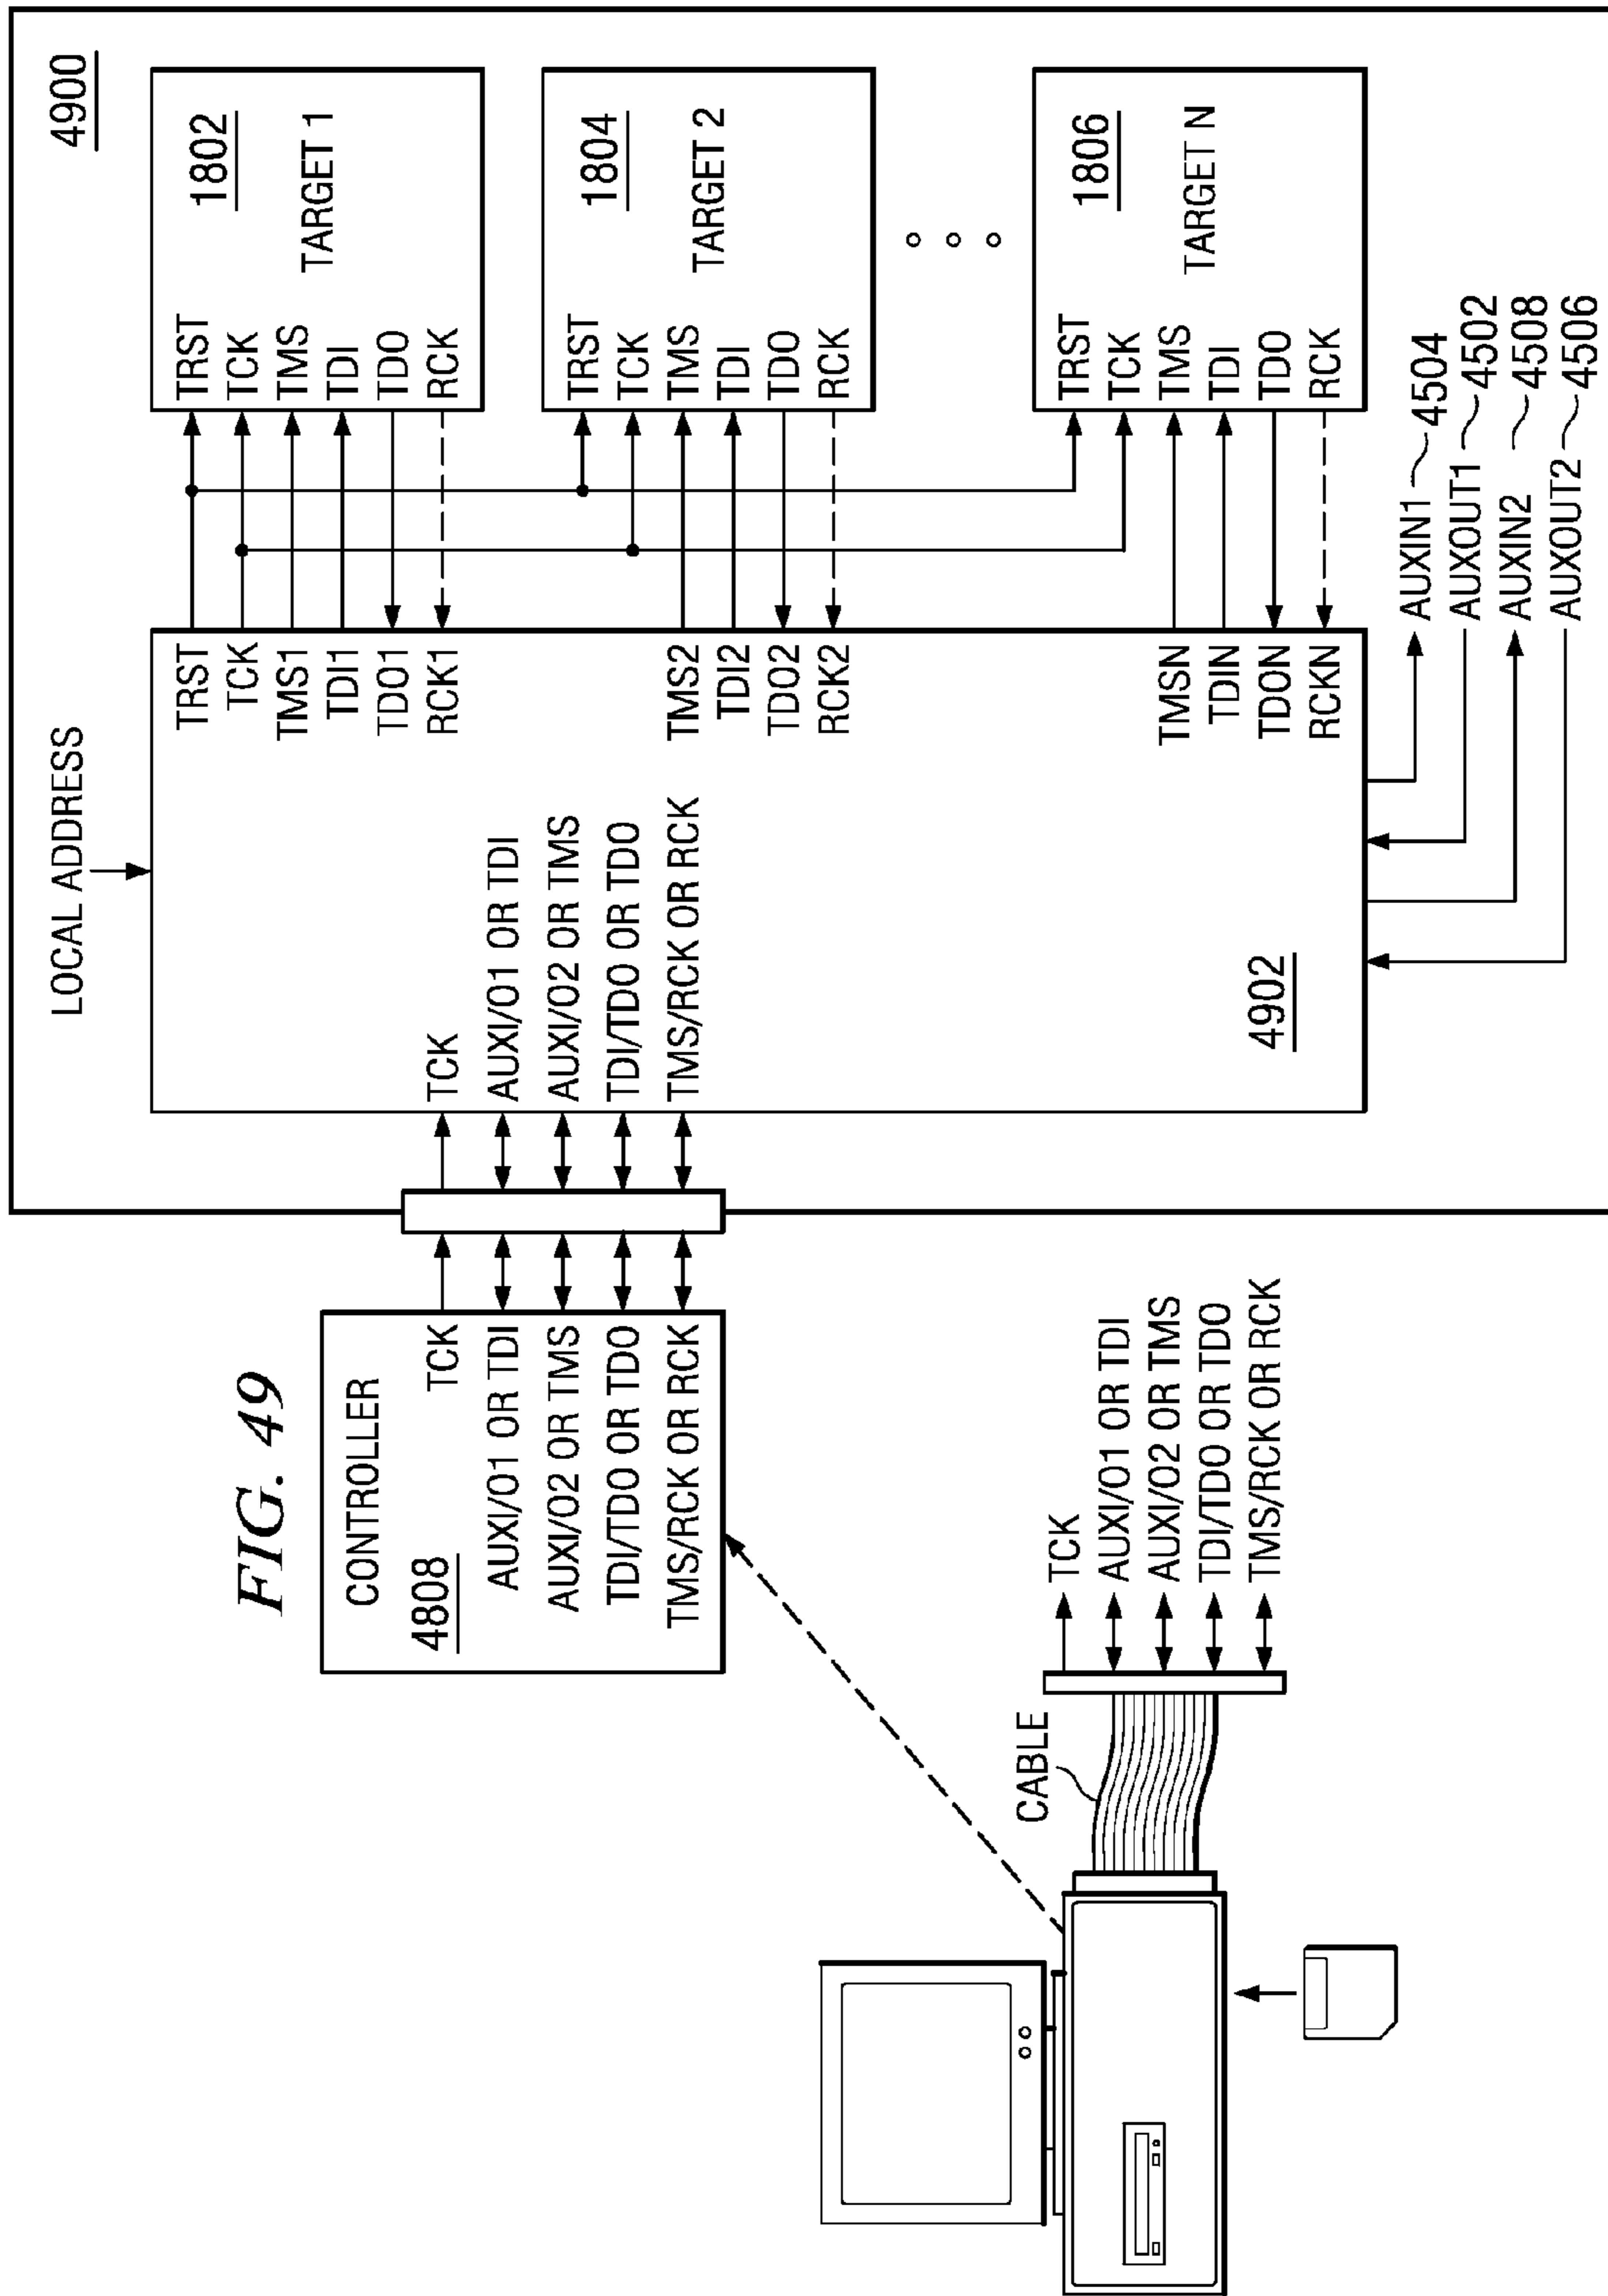 FIG. 49
4900
LOCAL ADDRESS
CONTROLLER
4808
TCK
AUXI/O1 OR TDI
AUXI/O2 OR TMS
TDI/TDO OR TDO
TMS/RCK OR RCK
TCK
AUXI/O1 OR TDI
AUXI/O2 OR TMS
TDI/TDO OR TDO
TMS/RCK OR RCK
4902
TRST
TCK
TMS1
TDI1
TDO1
RCK1
TMS2
TDI2
TDO2
RCK2
TMSN
TDIN
TDON
RCKN
TRST
TCK
TMS
TDI
TDO
RCK
1802
TARGET 1
TRST
TCK
TMS
TDI
TDO
RCK
1804
TARGET 2
TRST
TCK
TMS
TDI
TDO
RCK
1806
TARGET N
AUXIN1 4504
AUXOUT1 4502
AUXIN2 4508
AUXOUT2 4506
CABLE
TCK
AUXI/O1 OR TDI
AUXI/O2 OR TMS
TDI/TDO OR TDO
TMS/RCK OR RCK